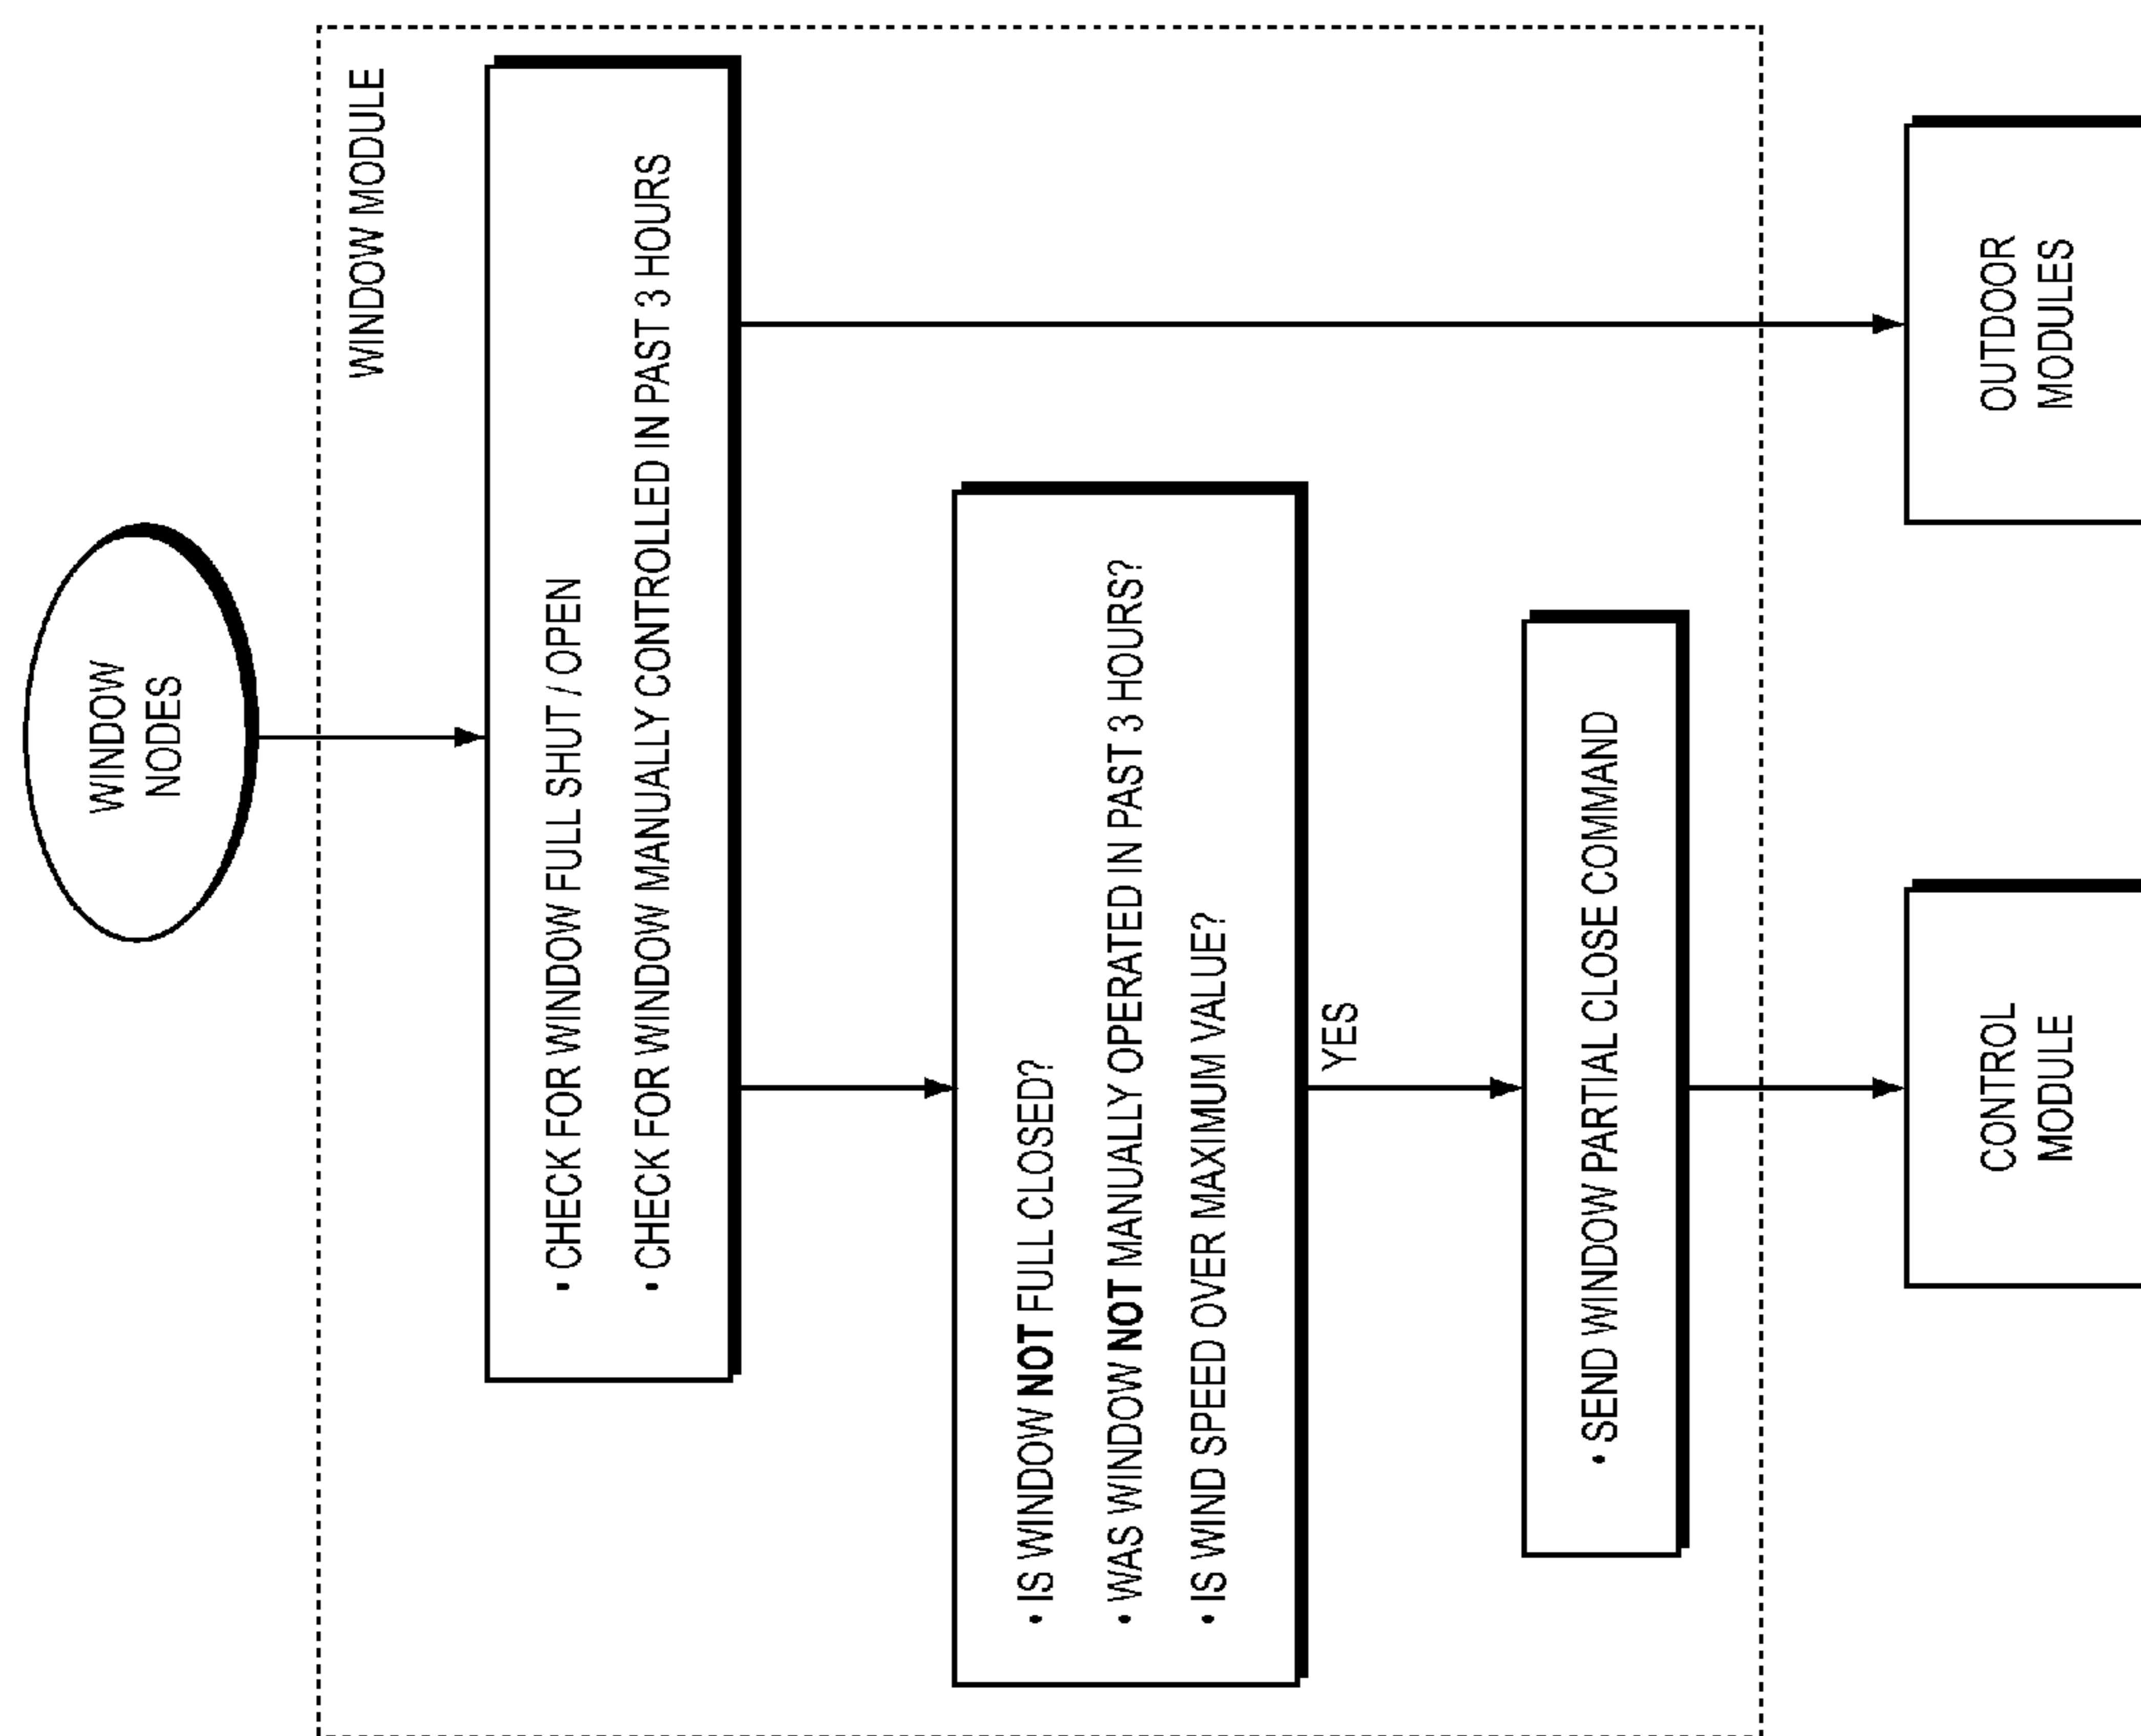 WINDOW
NODES
WINDOW MODULE
• CHECK FOR WINDOW FULL SHUT / OPEN
• CHECK FOR WINDOW MANUALLY CONTROLLED IN PAST 3 HOURS
• IS WINDOW NOT FULL CLOSED?
• WAS WINDOW NOT MANUALLY OPERATED IN PAST 3 HOURS?
• IS WIND SPEED OVER MAXIMUM VALUE?
YES
• SEND WINDOW PARTIAL CLOSE COMMAND
CONTROL
MODULE
OUTDOOR
MODULES